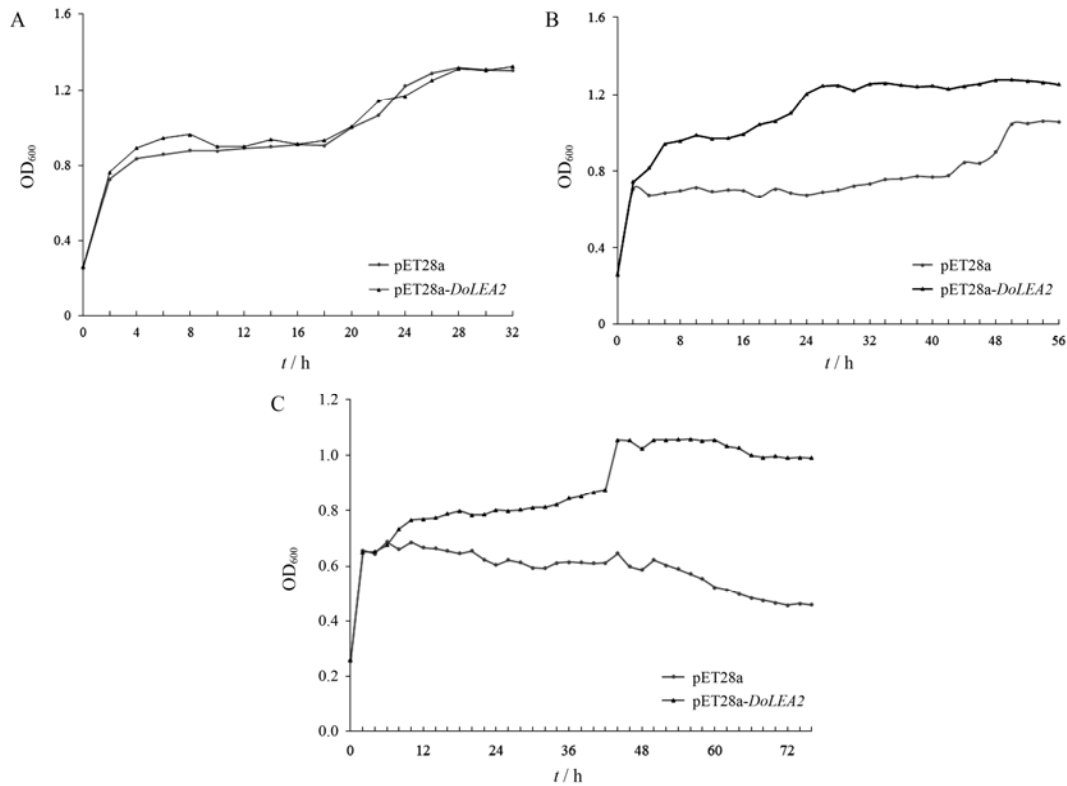 A
1.6
1.2
0.8
0.4
0
OD600
0 4 8 12 16 20 24 28 32
t / h
pET28a
pET28a-DoLEA2
B
1.6
1.2
0.8
0.4
0
OD600
0 8 16 24 32 40 48 56
t / h
pET28a
pET28a-DoLEA2
C
1.2
1.0
0.8
0.6
0.4
0.2
0.0
OD600
0 12 24 36 48 60 72
t / h
pET28a
pET28a-DoLEA2